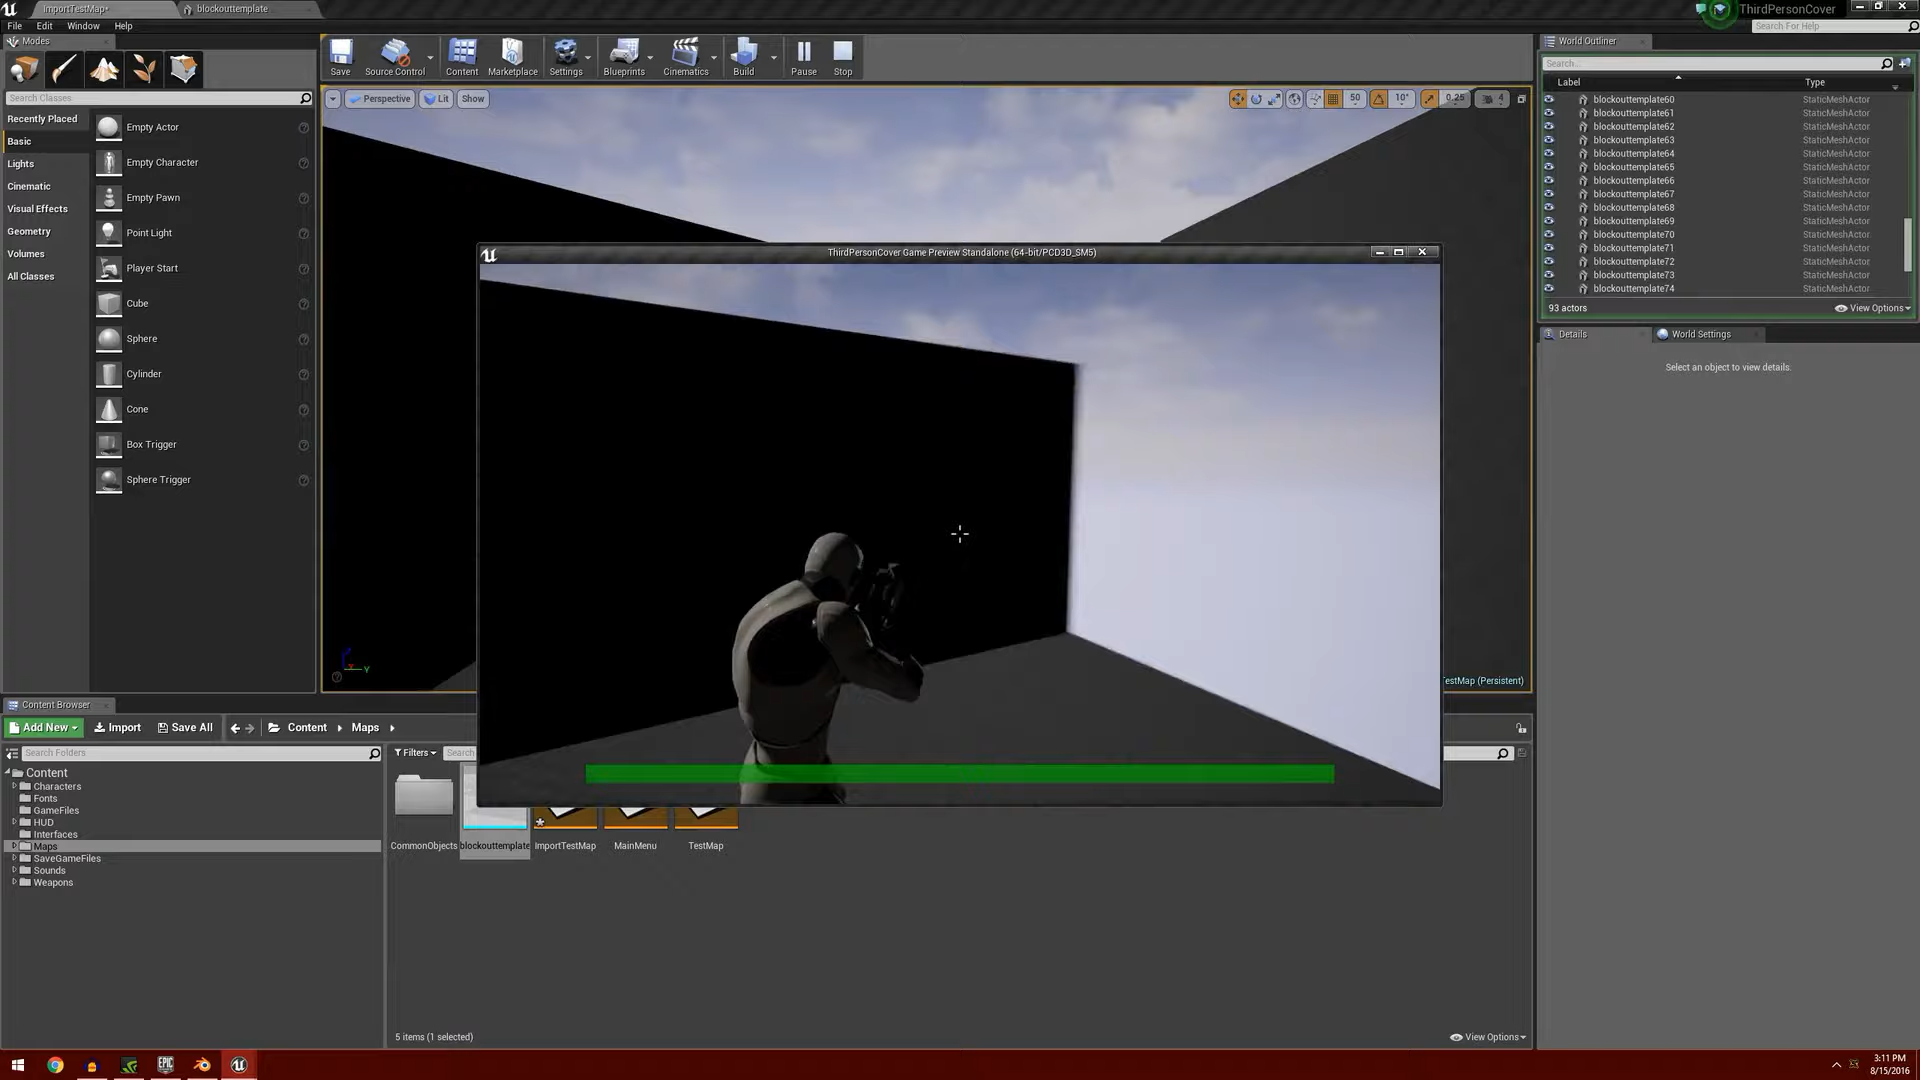 ImportTestMap*
blockouttemplate
ThirdPersonCover
File Edit Window Help
Search For Help
Modes
Search Classes
Recently Placed
Basic
Lights
Cinematic
Visual Effects
Geometry
Volumes
All Classes
Empty Actor
Empty Character
Empty Pawn
Point Light
Player Start
Cube
Sphere
Cylinder
Cone
Box Trigger
Sphere Trigger
Save
Source Control
Content
Marketplace
Settings
Blueprints
Cinematics
Build
Pause
Stop
Perspective
Lit
Show
50
10°
0.25
4
ThirdPersonCover Game Preview Standalone (64-bit/PCD3D_SM5)
TestMap (Persistent)
World Outliner
Search...
Label Type
blockouttemplate60 StaticMeshActor
blockouttemplate61 StaticMeshActor
blockouttemplate62 StaticMeshActor
blockouttemplate63 StaticMeshActor
blockouttemplate64 StaticMeshActor
blockouttemplate65 StaticMeshActor
blockouttemplate66 StaticMeshActor
blockouttemplate67 StaticMeshActor
blockouttemplate68 StaticMeshActor
blockouttemplate69 StaticMeshActor
blockouttemplate70 StaticMeshActor
blockouttemplate71 StaticMeshActor
blockouttemplate72 StaticMeshActor
blockouttemplate73 StaticMeshActor
blockouttemplate74 StaticMeshActor
93 actors
View Options
Details
World Settings
Select an object to view details.
Content Browser
Add New
Import
Save All
Content
Maps
Search Folders
Content
Characters
Fonts
GameFiles
HUD
Interfaces
Maps
SaveGameFiles
Sounds
Weapons
Filters
Search
CommonObjects
blockouttemplate
ImportTestMap
MainMenu
TestMap
5 items (1 selected)
View Options
EPIC
3:11 PM
8/15/2016